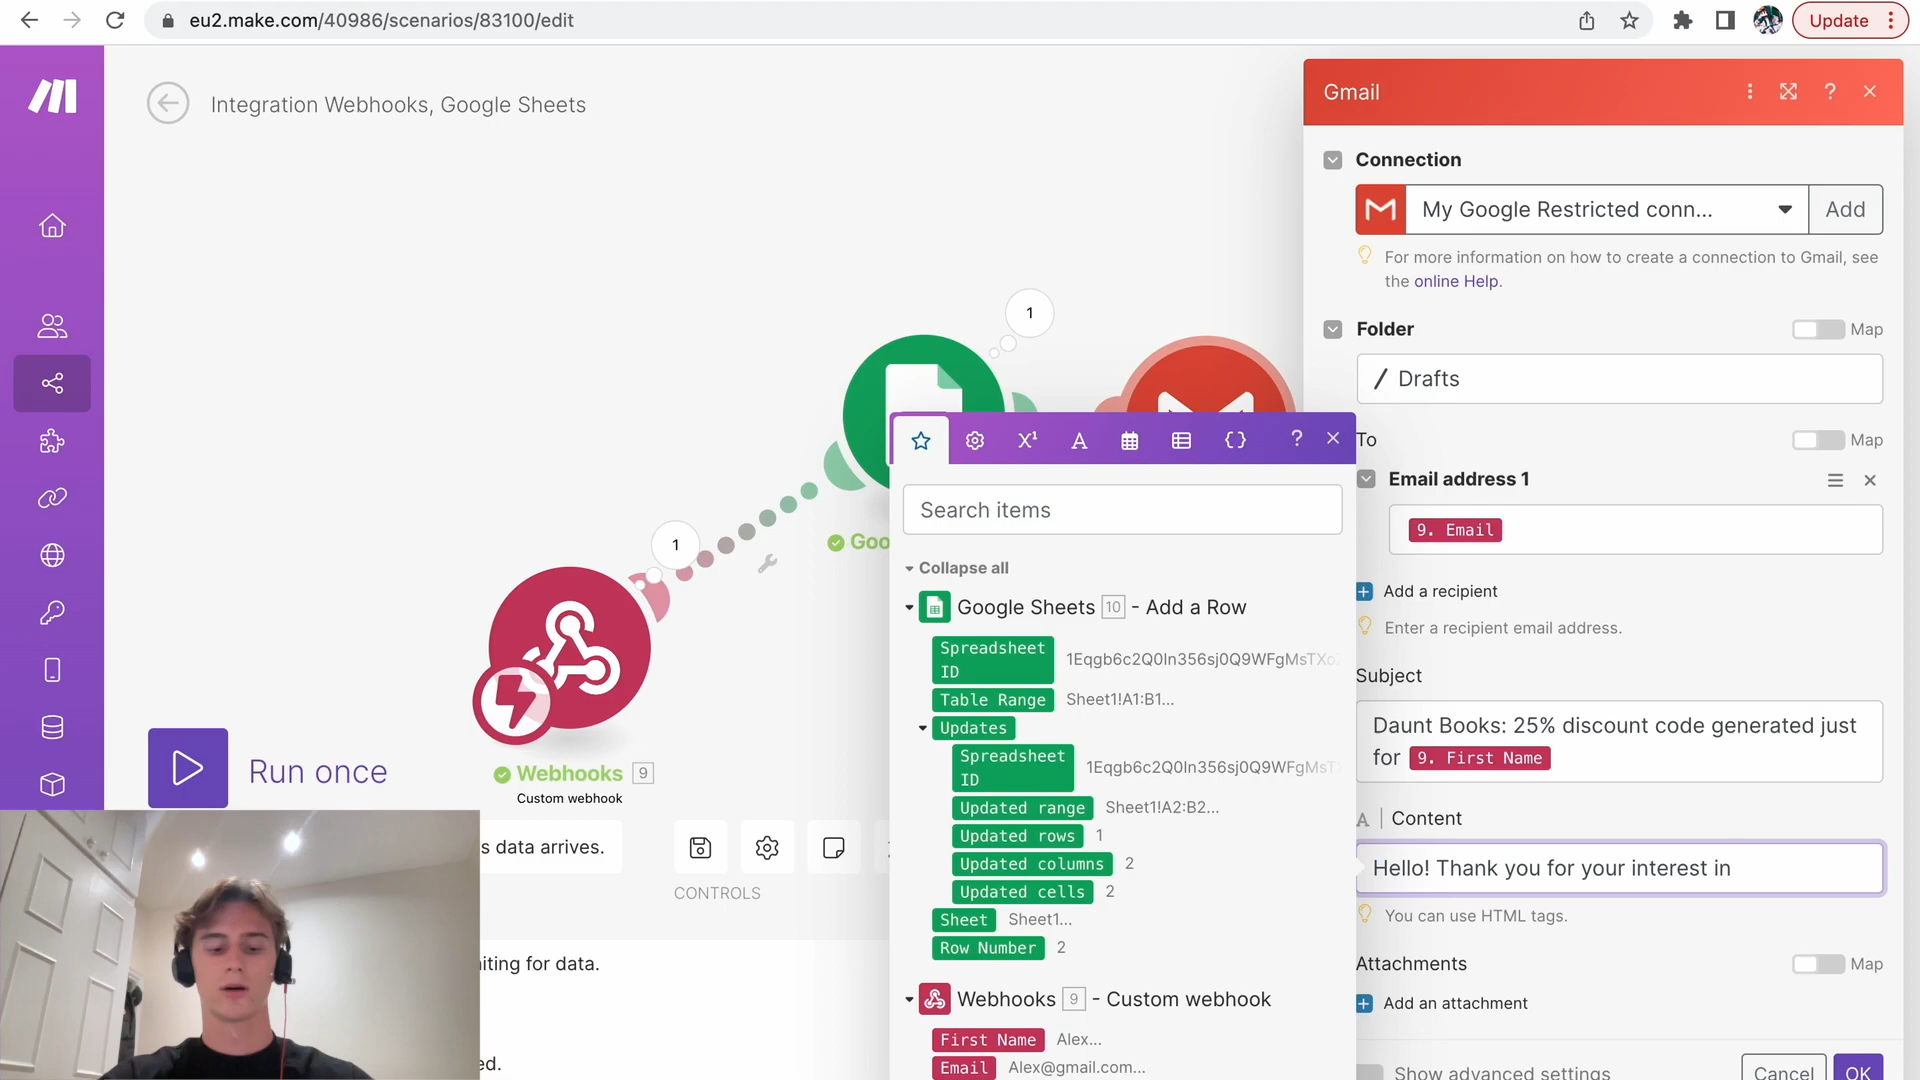 eu2.make.com/40986/scenarios/83100/edit
Update
Integration Webhooks, Google Sheets
Gmail
Connection
My Google Restricted conn...
Add
For more information on how to create a connection to Gmail, see
the online Help.
Folder
Map
/ Drafts
To
Map
Email address 1
9. Email
Add a recipient
Enter a recipient email address.
Subject
Daunt Books: 25% discount code generated just
for 9. First Name
A | Content
Hello! Thank you for your interest in
You can use HTML tags.
Attachments
Map
Add an attachment
Show advanced settings
Cancel
OK
1
Goo
1
Webhooks 9
Custom webhook
Run once
s data arrives.
CONTROLS
iting for data.
ed.
Search items
Collapse all
Google Sheets 10 - Add a Row
Spreadsheet
ID
1Eqgb6c2Q0In356sj0Q9WFgMsTXo
Table Range Sheet1!A1:B1...
Updates
Spreadsheet
ID
1Eqgb6c2Q0In356sj0Q9WFgMsT
Updated range Sheet1!A2:B2...
Updated rows 1
Updated columns 2
Updated cells 2
Sheet Sheet1...
Row Number 2
Webhooks 9 - Custom webhook
First Name Alex...
Email Alex@gmail.com...